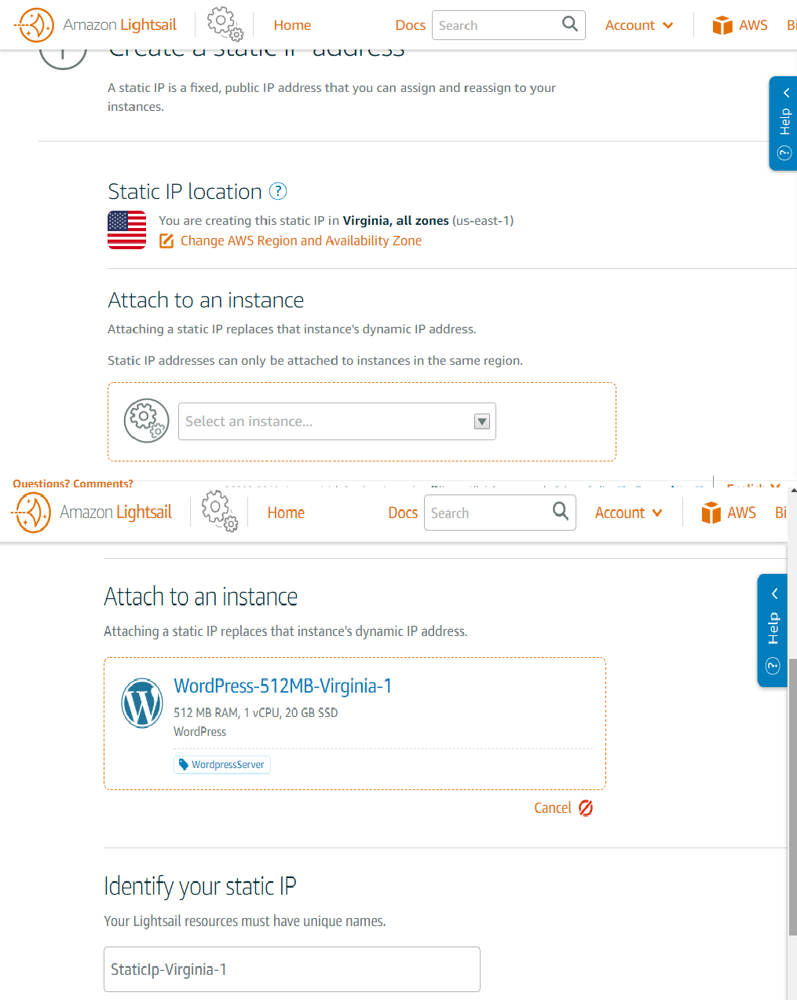 Amazon Lightsail Home Docs Search Account AWS Bi
Create a static IP address
A static IP is a fixed, public IP address that you can assign and reassign to your
instances.
Help
Static IP location ?
You are creating this static IP in Virginia, all zones (us-east-1)
Change AWS Region and Availability Zone
Attach to an instance
Attaching a static IP replaces that instance's dynamic IP address.
Static IP addresses can only be attached to instances in the same region.
Select an instance...
Questions? Comments?
English
Amazon Lightsail Home Docs Search Account AWS Bi
Attach to an instance
Help
Attaching a static IP replaces that instance's dynamic IP address.
WordPress-512MB-Virginia-1
512 MB RAM, 1 vCPU, 20 GB SSD
WordPress
WordpressServer
Cancel
Identify your static IP
Your Lightsail resources must have unique names.
StaticIp-Virginia-1